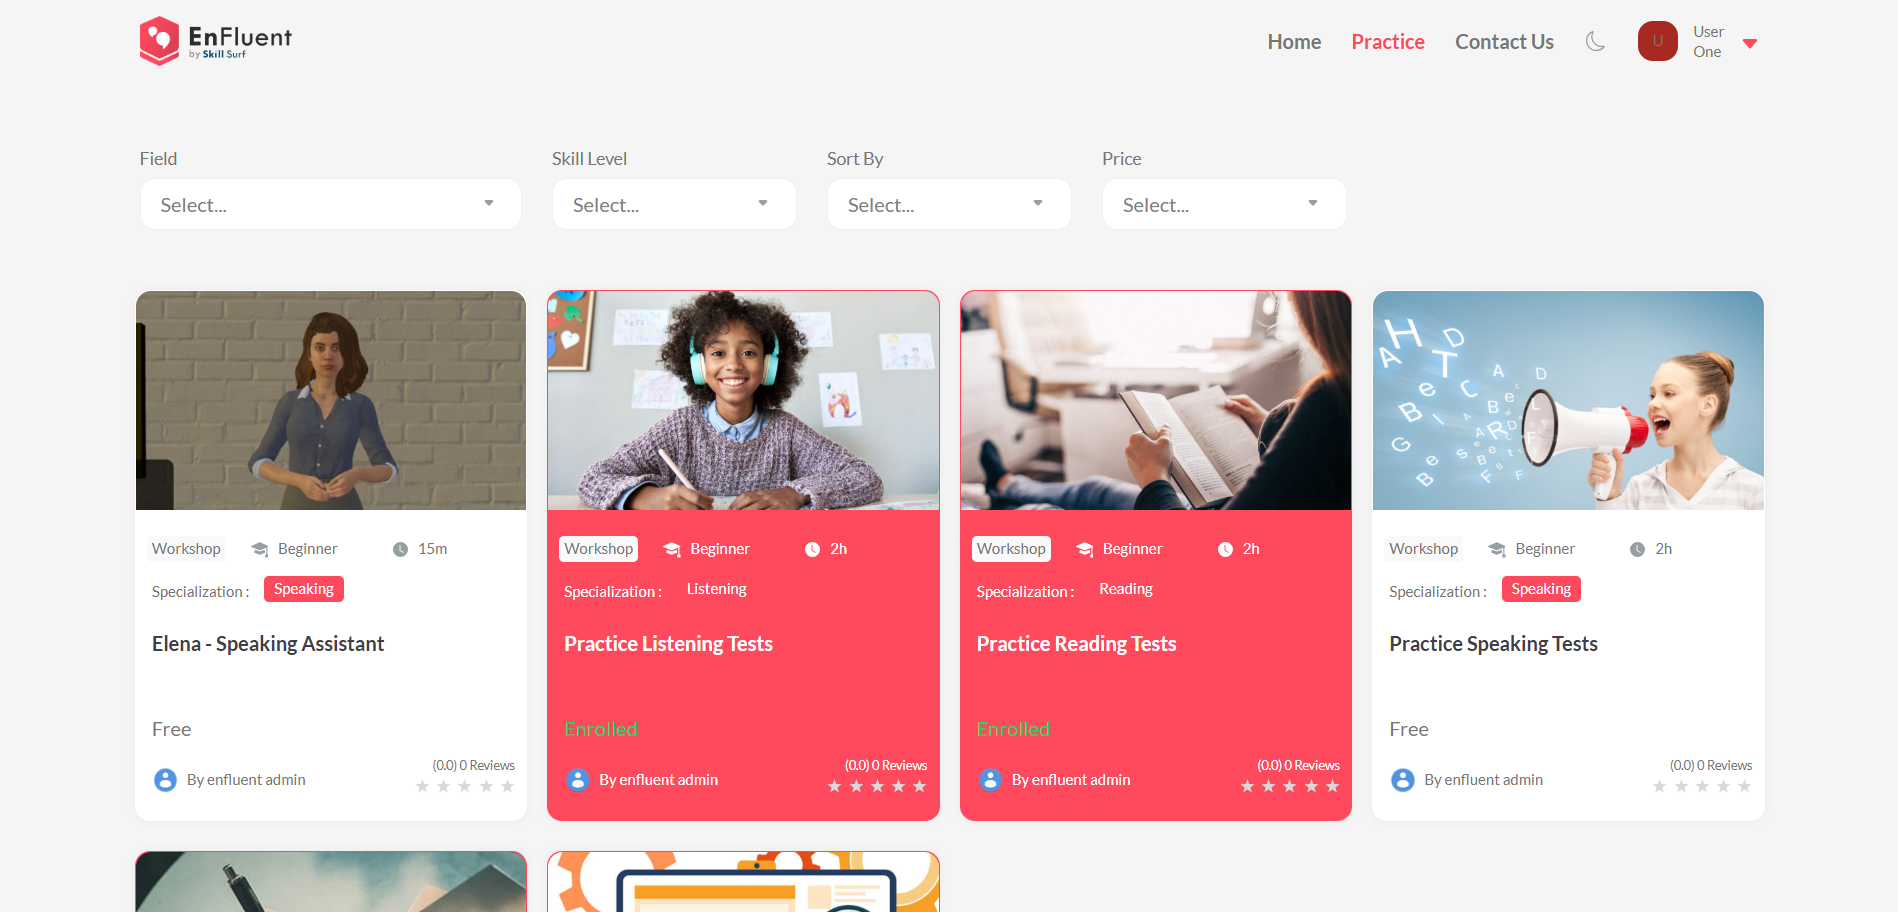 EnFluent
by Skill Surf
Home
Practice
Contact Us
U
User
One
Field
Skill Level
Sort By
Price
Select...
Select...
Select...
Select...
Workshop
Beginner
15m
Specialization :
Speaking
Elena - Speaking Assistant
Free
(0.0) 0 Reviews
By enfluent admin
Workshop
Beginner
2h
Specialization :
Listening
Practice Listening Tests
Enrolled
(0.0) 0 Reviews
By enfluent admin
Workshop
Beginner
2h
Specialization :
Reading
Practice Reading Tests
Enrolled
(0.0) 0 Reviews
By enfluent admin
Workshop
Beginner
2h
Specialization :
Speaking
Practice Speaking Tests
Free
(0.0) 0 Reviews
By enfluent admin